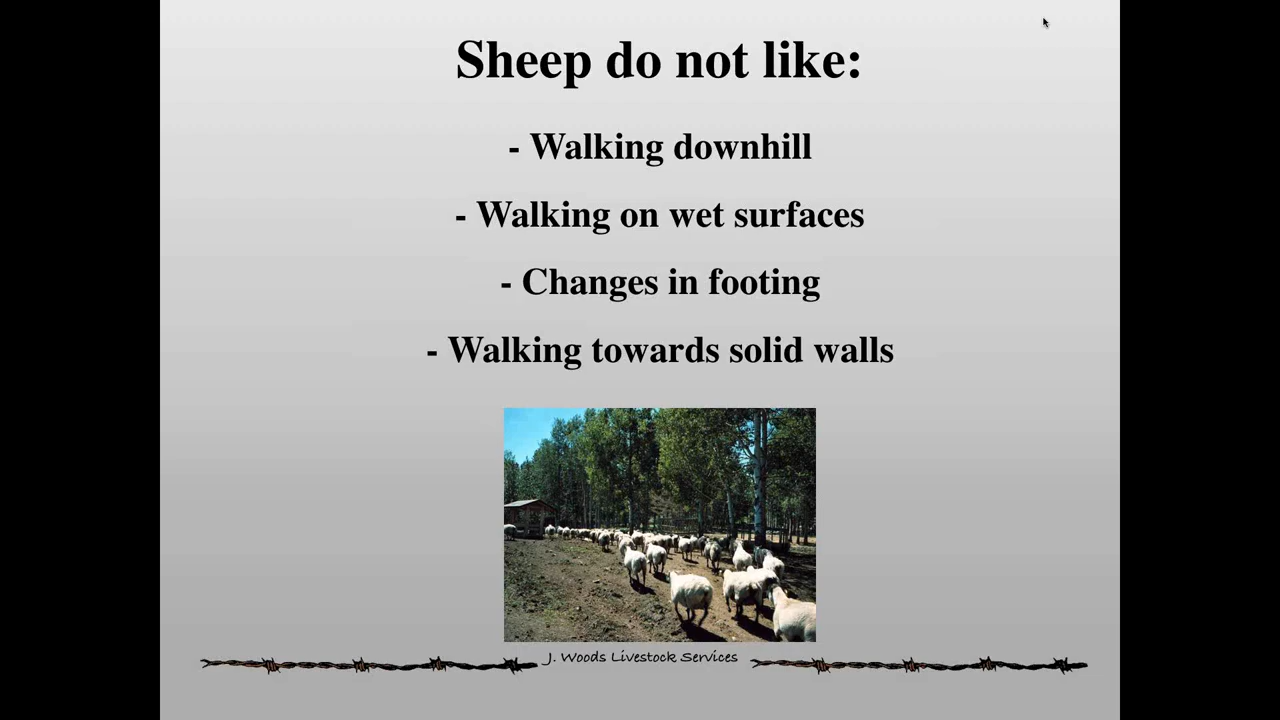 Sheep do not like:
- Walking downhill
- Walking on wet surfaces
- Changes in footing
- Walking towards solid walls
J. Woods Livestock Services